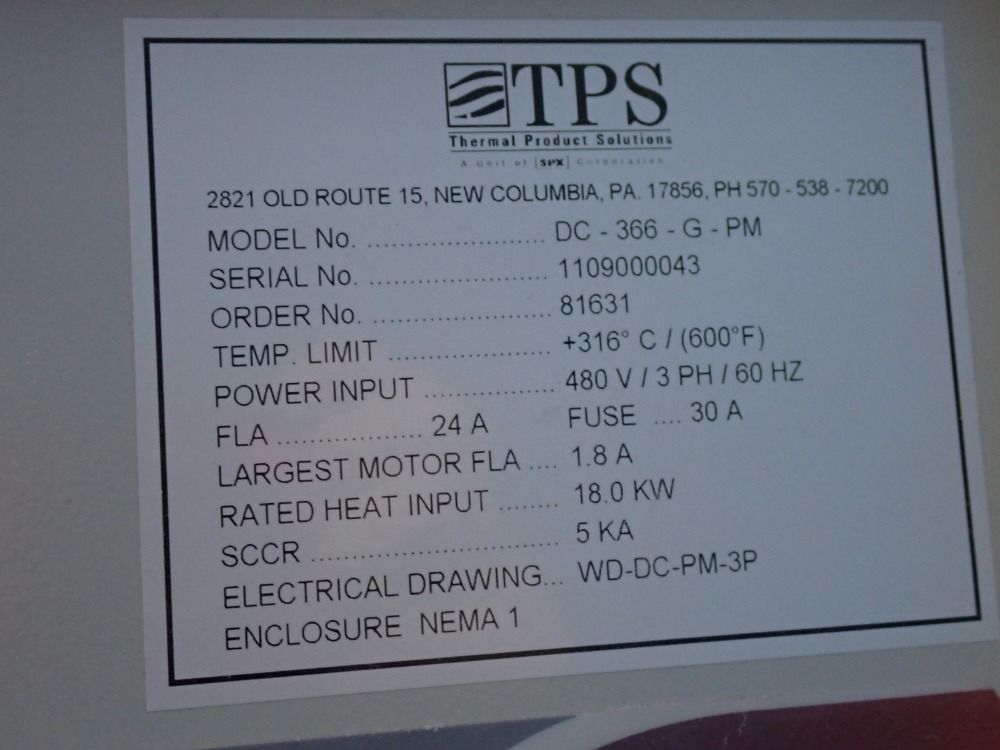 TPS
Thermal Product Solutions
A Unit of [SPX] Corporation
2821 OLD ROUTE 15, NEW COLUMBIA, PA. 17856, PH 570 - 538 - 7200
MODEL No. ........................ DC - 366 - G - PM
SERIAL No. ........................ 1109000043
ORDER No. ........................ 81631
TEMP. LIMIT ...................... +316° C / (600°F)
POWER INPUT ................. 480 V / 3 PH / 60 HZ
FLA ................... 24 A FUSE .... 30 A
LARGEST MOTOR FLA .... 1.8 A
RATED HEAT INPUT ........ 18.0 KW
SCCR ................................. 5 KA
ELECTRICAL DRAWING... WD-DC-PM-3P
ENCLOSURE NEMA 1